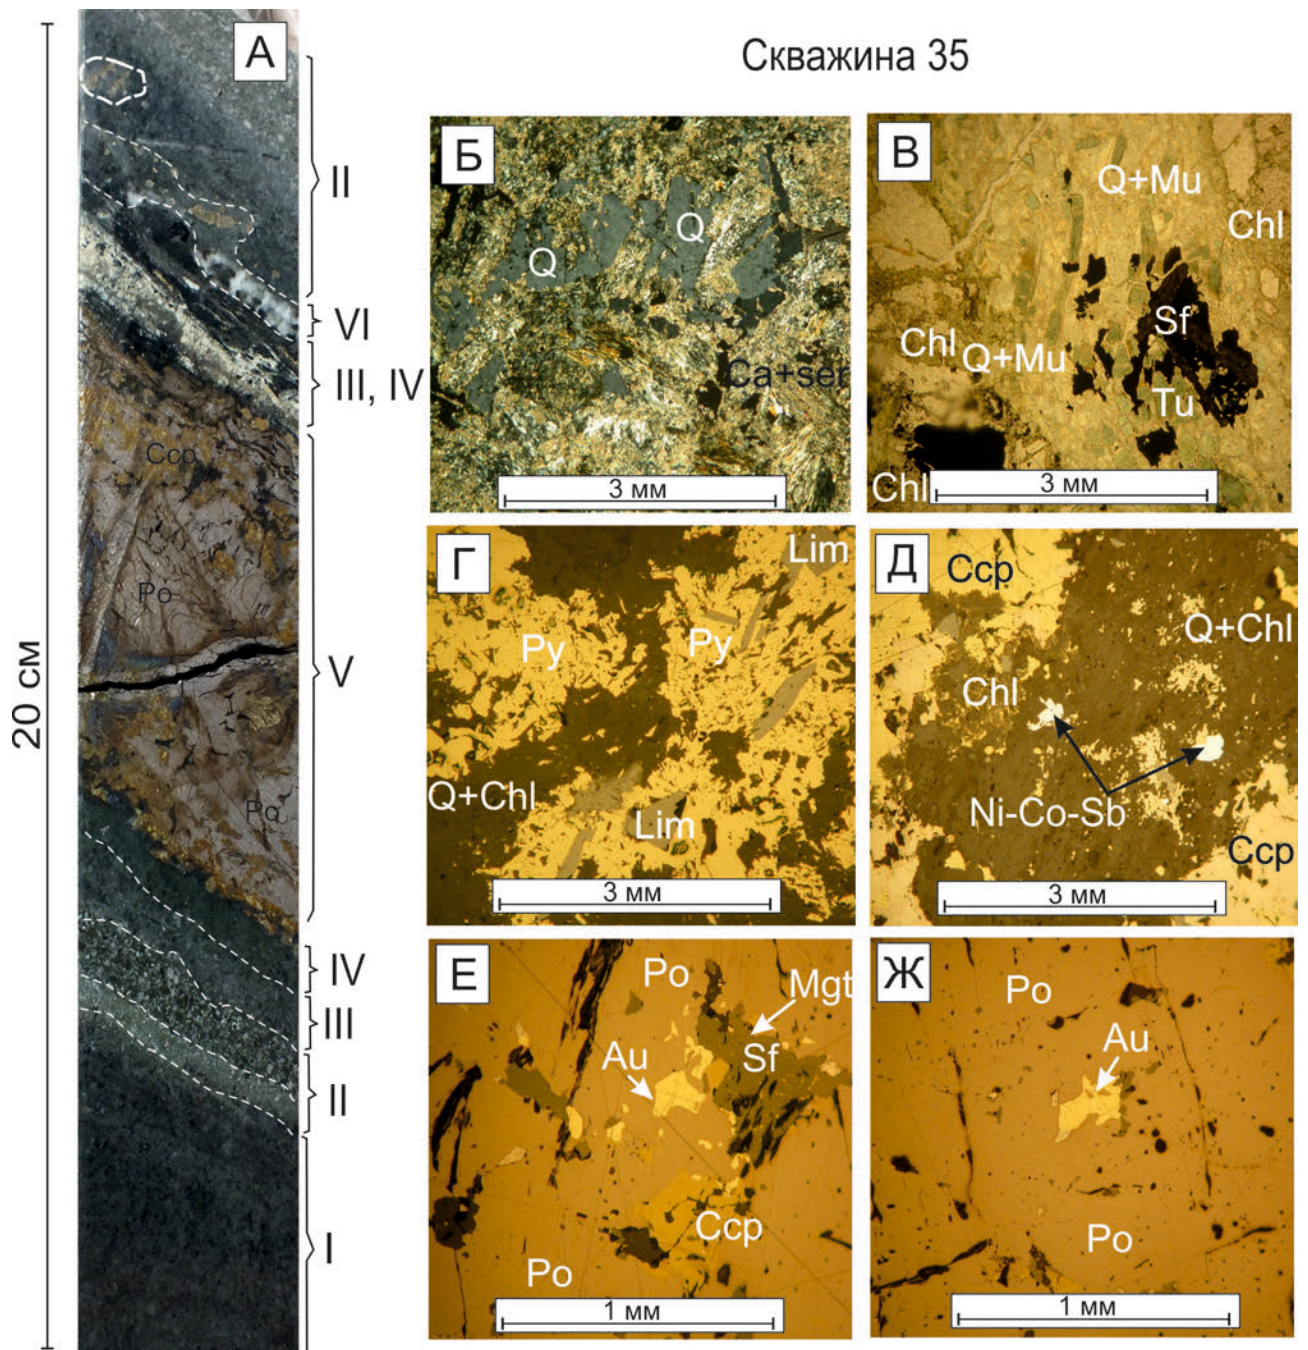 А
Скважина 35
II
VI
III, IV
V
IV
III
II
I
20 см
Ccp
Po
Po
Б
Q
Q
Ca+ser
3 мм
В
Q+Mu
Chl
Sf
Chl
Q+Mu
Tu
Chl
3 мм
Г
Lim
Py
Py
Q+Chl
Lim
3 мм
Д
Ccp
Q+Chl
Chl
Ni-Co-Sb
Ccp
3 мм
Е
Po
Mgt
Au
Sf
Ccp
Po
1 мм
Ж
Po
Au
Po
1 мм